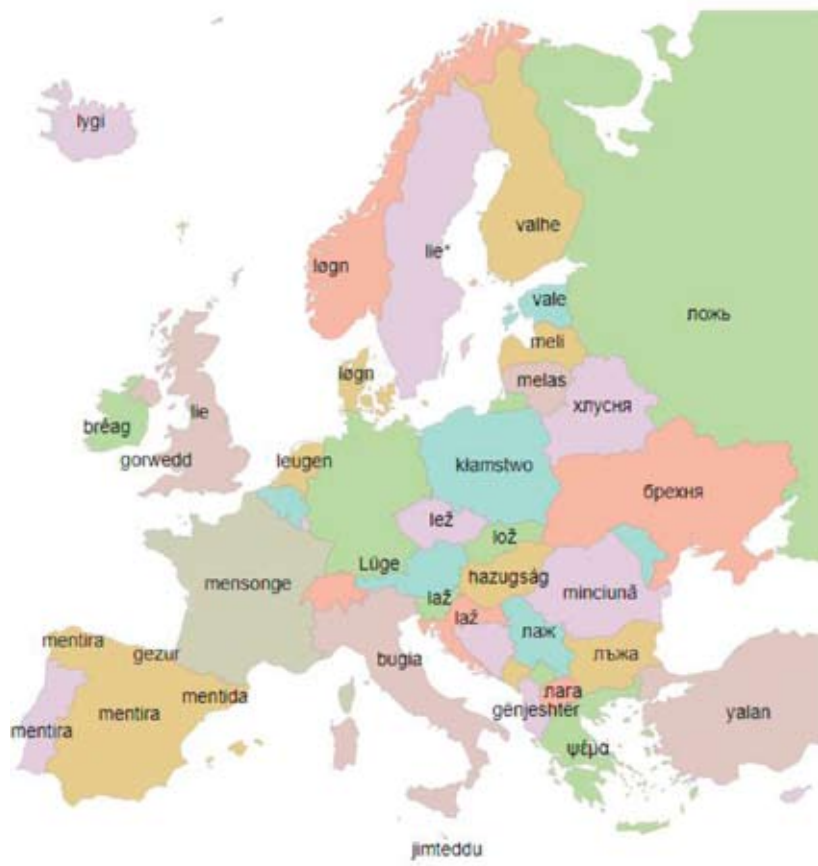 lygi
valhe
lie*
løgn
vale
ложь
meli
løgn
melas
хлусня
lie
bréag
gorwedd
leugen
kłamstwo
брехня
lež
lož
Lüge
hazugság
mensonge
minciună
laž
laž
лаж
лъжа
mentira
gezur
bugia
mentida
лага
mentira
mentira
gënjeshtër
yalan
ψέμα
jimteddu